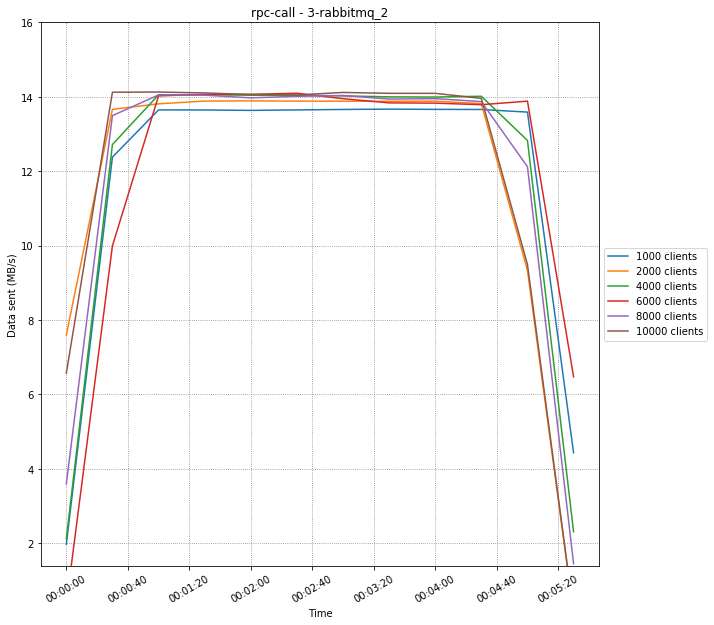 rpc-call - 3-rabbitmq_2
16
14
12
10
8
6
4
2
Data sent (MB/s)
00:00:00
00:00:40
00:01:20
00:02:00
00:02:40
00:03:20
00:04:00
00:04:40
00:05:20
Time
1000 clients
2000 clients
4000 clients
6000 clients
8000 clients
10000 clients